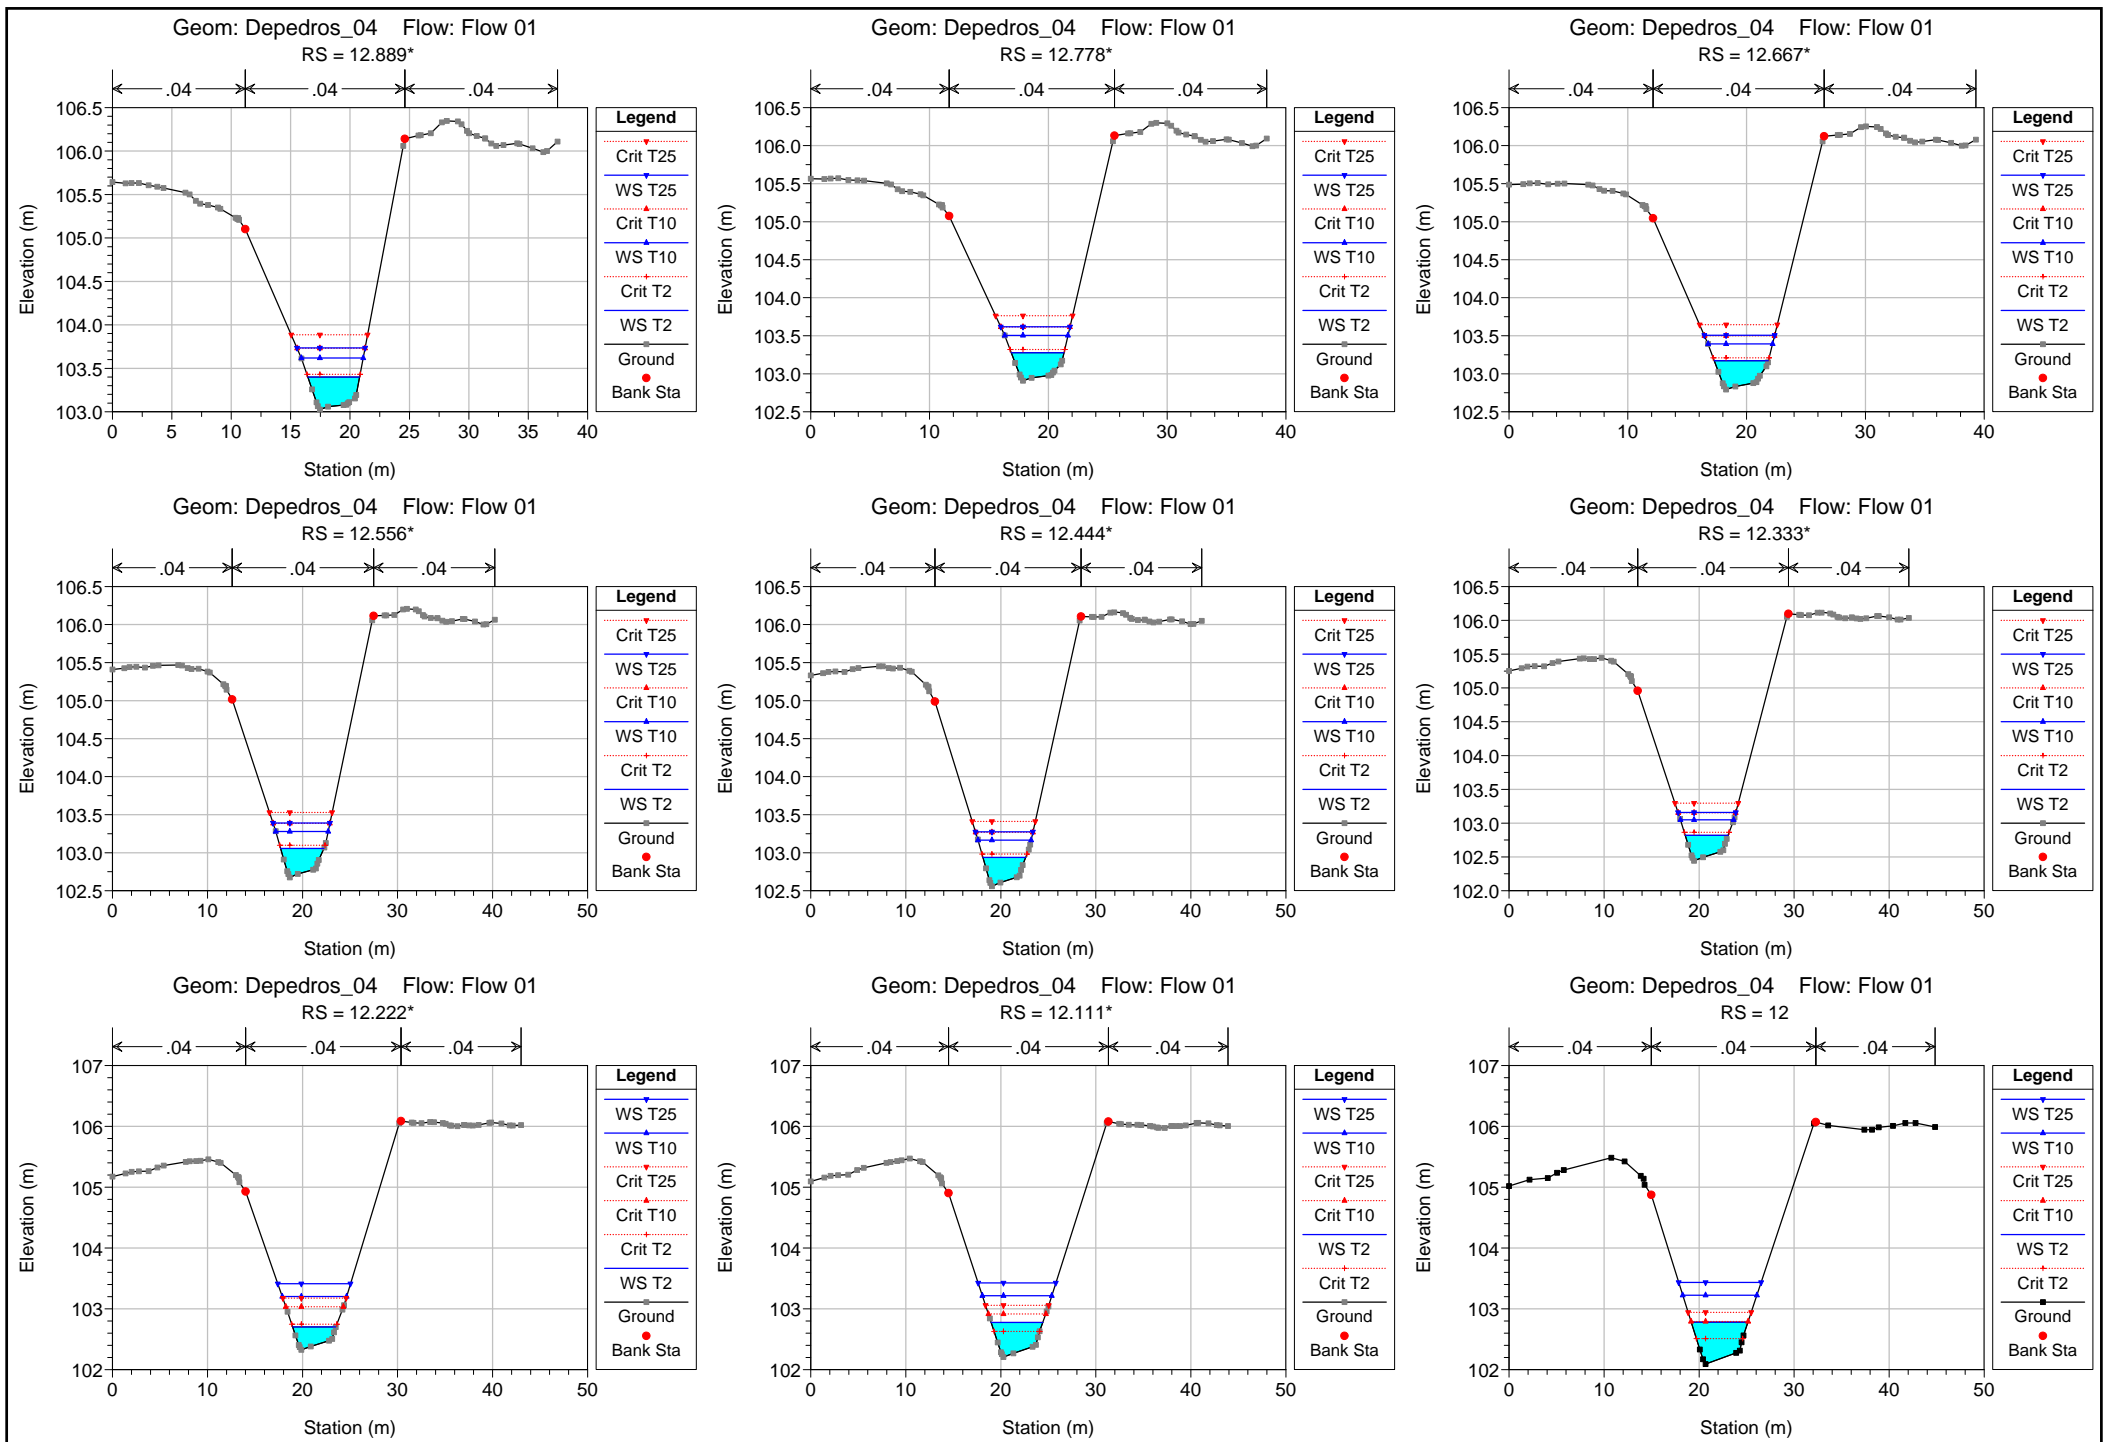 Geom: Depedros_04 Flow: Flow 01
RS = 12.889*
.04 .04 .04
106.5
106.0
105.5
105.0
104.5
104.0
103.5
103.0
0 5 10 15 20 25 30 35 40
Station (m)
Elevation (m)
Legend
Crit T25
WS T25
Crit T10
WS T10
Crit T2
WS T2
Ground
Bank Sta
Geom: Depedros_04 Flow: Flow 01
RS = 12.778*
.04 .04 .04
106.5
106.0
105.5
105.0
104.5
104.0
103.5
103.0
102.5
0 10 20 30 40
Station (m)
Elevation (m)
Legend
Crit T25
WS T25
Crit T10
WS T10
Crit T2
WS T2
Ground
Bank Sta
Geom: Depedros_04 Flow: Flow 01
RS = 12.667*
.04 .04 .04
106.5
106.0
105.5
105.0
104.5
104.0
103.5
103.0
102.5
0 10 20 30 40
Station (m)
Elevation (m)
Legend
Crit T25
WS T25
Crit T10
WS T10
Crit T2
WS T2
Ground
Bank Sta
Geom: Depedros_04 Flow: Flow 01
RS = 12.556*
.04 .04 .04
106.5
106.0
105.5
105.0
104.5
104.0
103.5
103.0
102.5
0 10 20 30 40 50
Station (m)
Elevation (m)
Legend
Crit T25
WS T25
Crit T10
WS T10
Crit T2
WS T2
Ground
Bank Sta
Geom: Depedros_04 Flow: Flow 01
RS = 12.444*
.04 .04 .04
106.5
106.0
105.5
105.0
104.5
104.0
103.5
103.0
102.5
0 10 20 30 40 50
Station (m)
Elevation (m)
Legend
Crit T25
WS T25
Crit T10
WS T10
Crit T2
WS T2
Ground
Bank Sta
Geom: Depedros_04 Flow: Flow 01
RS = 12.333*
.04 .04 .04
106.5
106.0
105.5
105.0
104.5
104.0
103.5
103.0
102.5
102.0
0 10 20 30 40 50
Station (m)
Elevation (m)
Legend
Crit T25
WS T25
Crit T10
WS T10
Crit T2
WS T2
Ground
Bank Sta
Geom: Depedros_04 Flow: Flow 01
RS = 12.222*
.04 .04 .04
107
106
105
104
103
102
0 10 20 30 40 50
Station (m)
Elevation (m)
Legend
WS T25
WS T10
Crit T25
Crit T10
Crit T2
WS T2
Ground
Bank Sta
Geom: Depedros_04 Flow: Flow 01
RS = 12.111*
.04 .04 .04
107
106
105
104
103
102
0 10 20 30 40 50
Station (m)
Elevation (m)
Legend
WS T25
WS T10
Crit T25
Crit T10
WS T2
Crit T2
Ground
Bank Sta
Geom: Depedros_04 Flow: Flow 01
RS = 12
.04 .04 .04
107
106
105
104
103
102
0 10 20 30 40 50
Station (m)
Elevation (m)
Legend
WS T25
WS T10
Crit T25
Crit T10
WS T2
Crit T2
Ground
Bank Sta